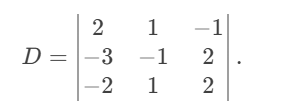 D = | 2 1 −1 |
| −3 −1 2 |
| −2 1 2 | .